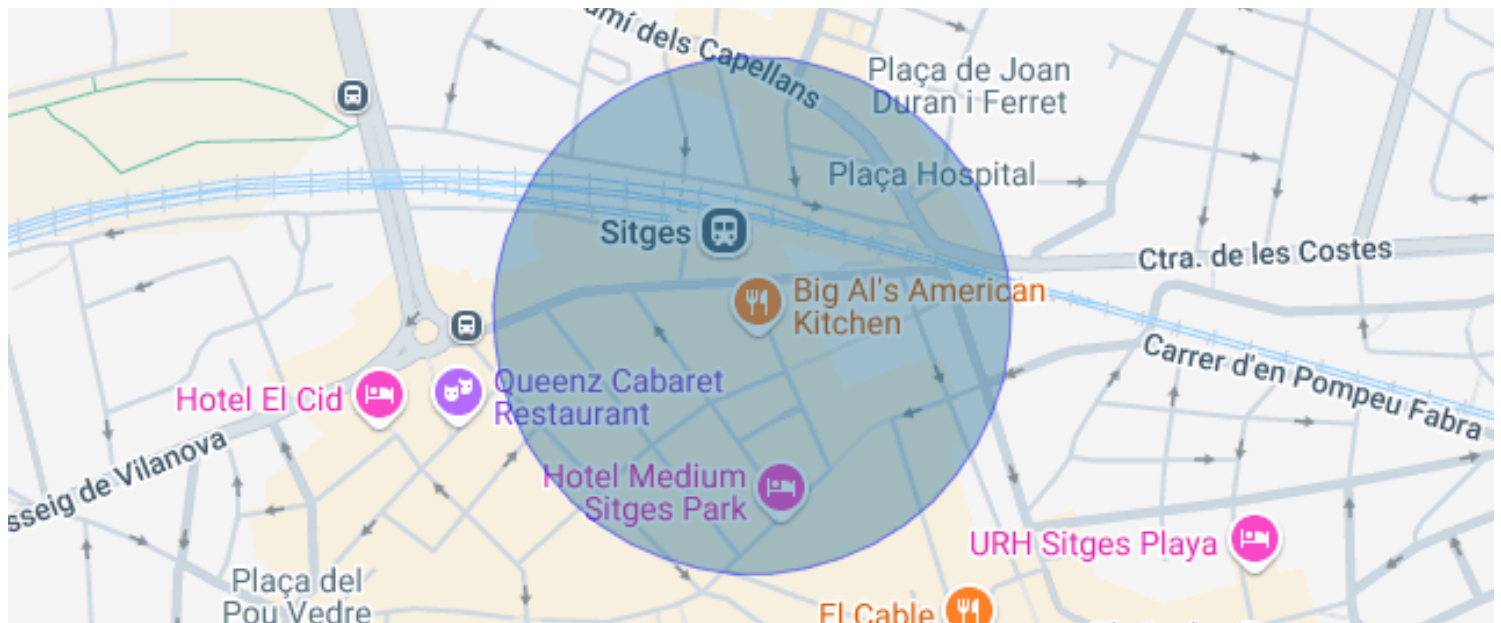 amí dels Capellans
Plaça de Joan
Duran i Ferret
Plaça Hospital
Sitges
Ctra. de les Costes
Big Al's American
Kitchen
Carrer d'en Pompeu Fabra
Queenz Cabaret
Restaurant
Hotel El Cid
sseig de Vilanova
Hotel Medium
Sitges Park
URH Sitges Playa
Plaça del
Pou Vedre
El Cable